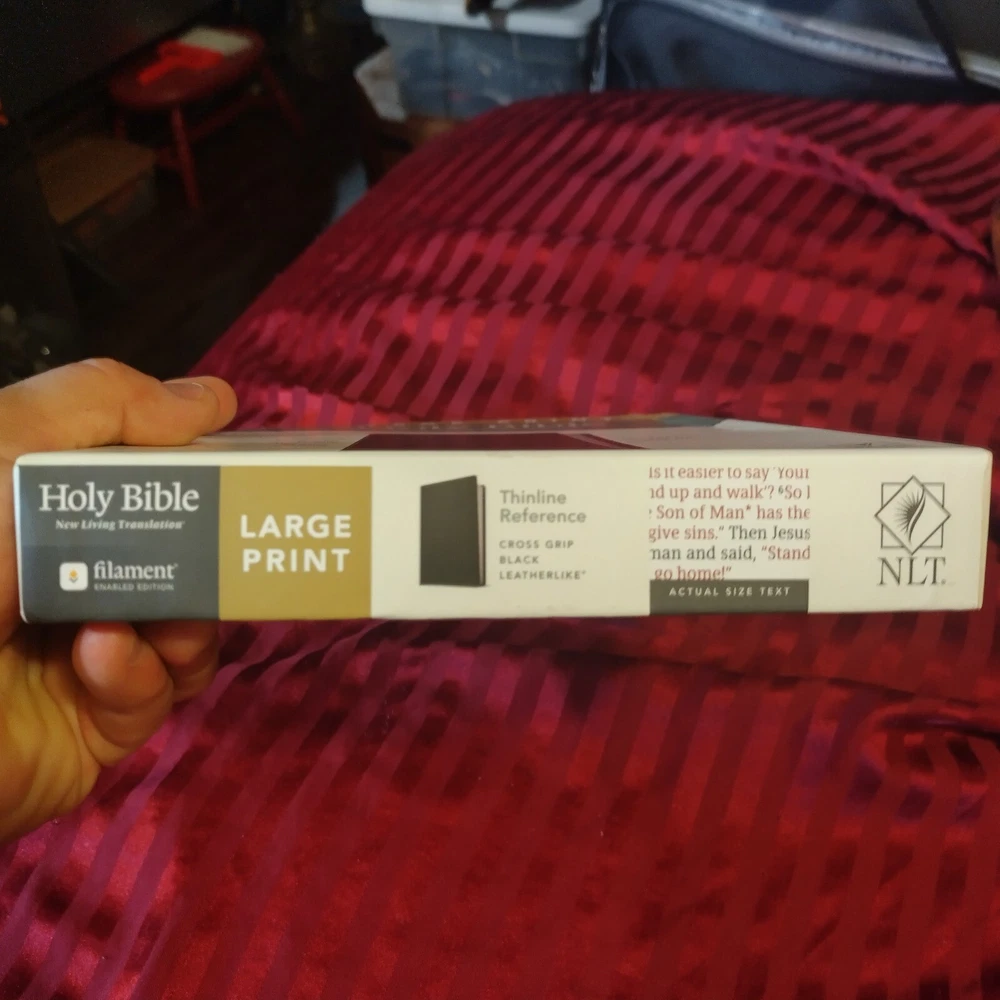 Holy Bible
New Living Translation®
filament®
ENABLED EDITION
LARGE
PRINT
Thinline
Reference
CROSS GRIP
BLACK
LEATHERLIKE™
Is it easier to say 'Your
nd up and walk'? ⁶So I
Son of Man* has the
give sins.” Then Jesus
man and said, “Stand
go home!”
ACTUAL SIZE TEXT
NLT